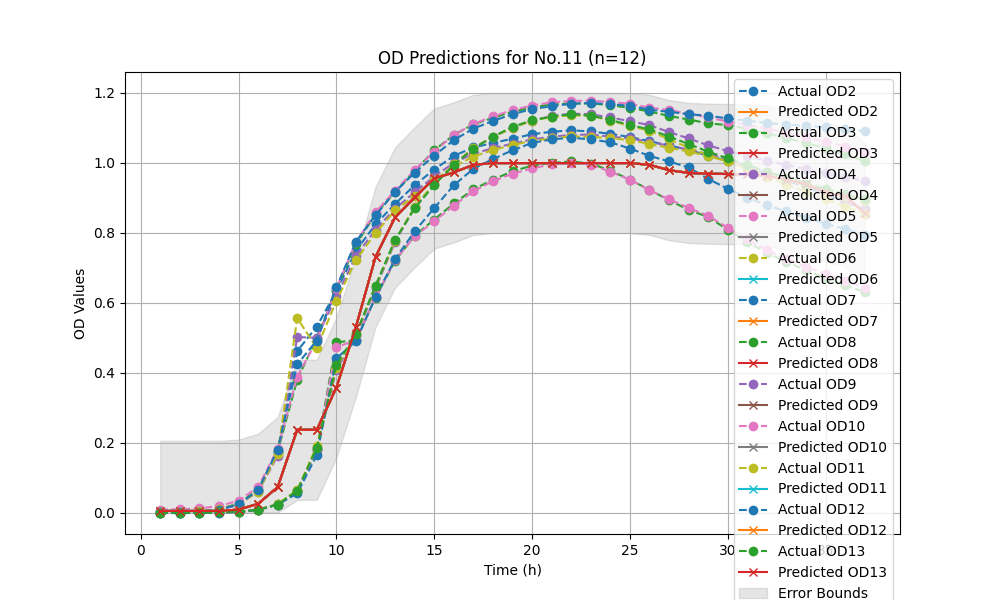 OD Predictions for No.11 (n=12)
OD Values
1.2
1.0
0.8
0.6
0.4
0.2
0.0
0
5
10
15
20
25
30
35
Time (h)
Actual OD2
Predicted OD2
Actual OD3
Predicted OD3
Actual OD4
Predicted OD4
Actual OD5
Predicted OD5
Actual OD6
Predicted OD6
Actual OD7
Predicted OD7
Actual OD8
Predicted OD8
Actual OD9
Predicted OD9
Actual OD10
Predicted OD10
Actual OD11
Predicted OD11
Actual OD12
Predicted OD12
Actual OD13
Predicted OD13
Error Bounds